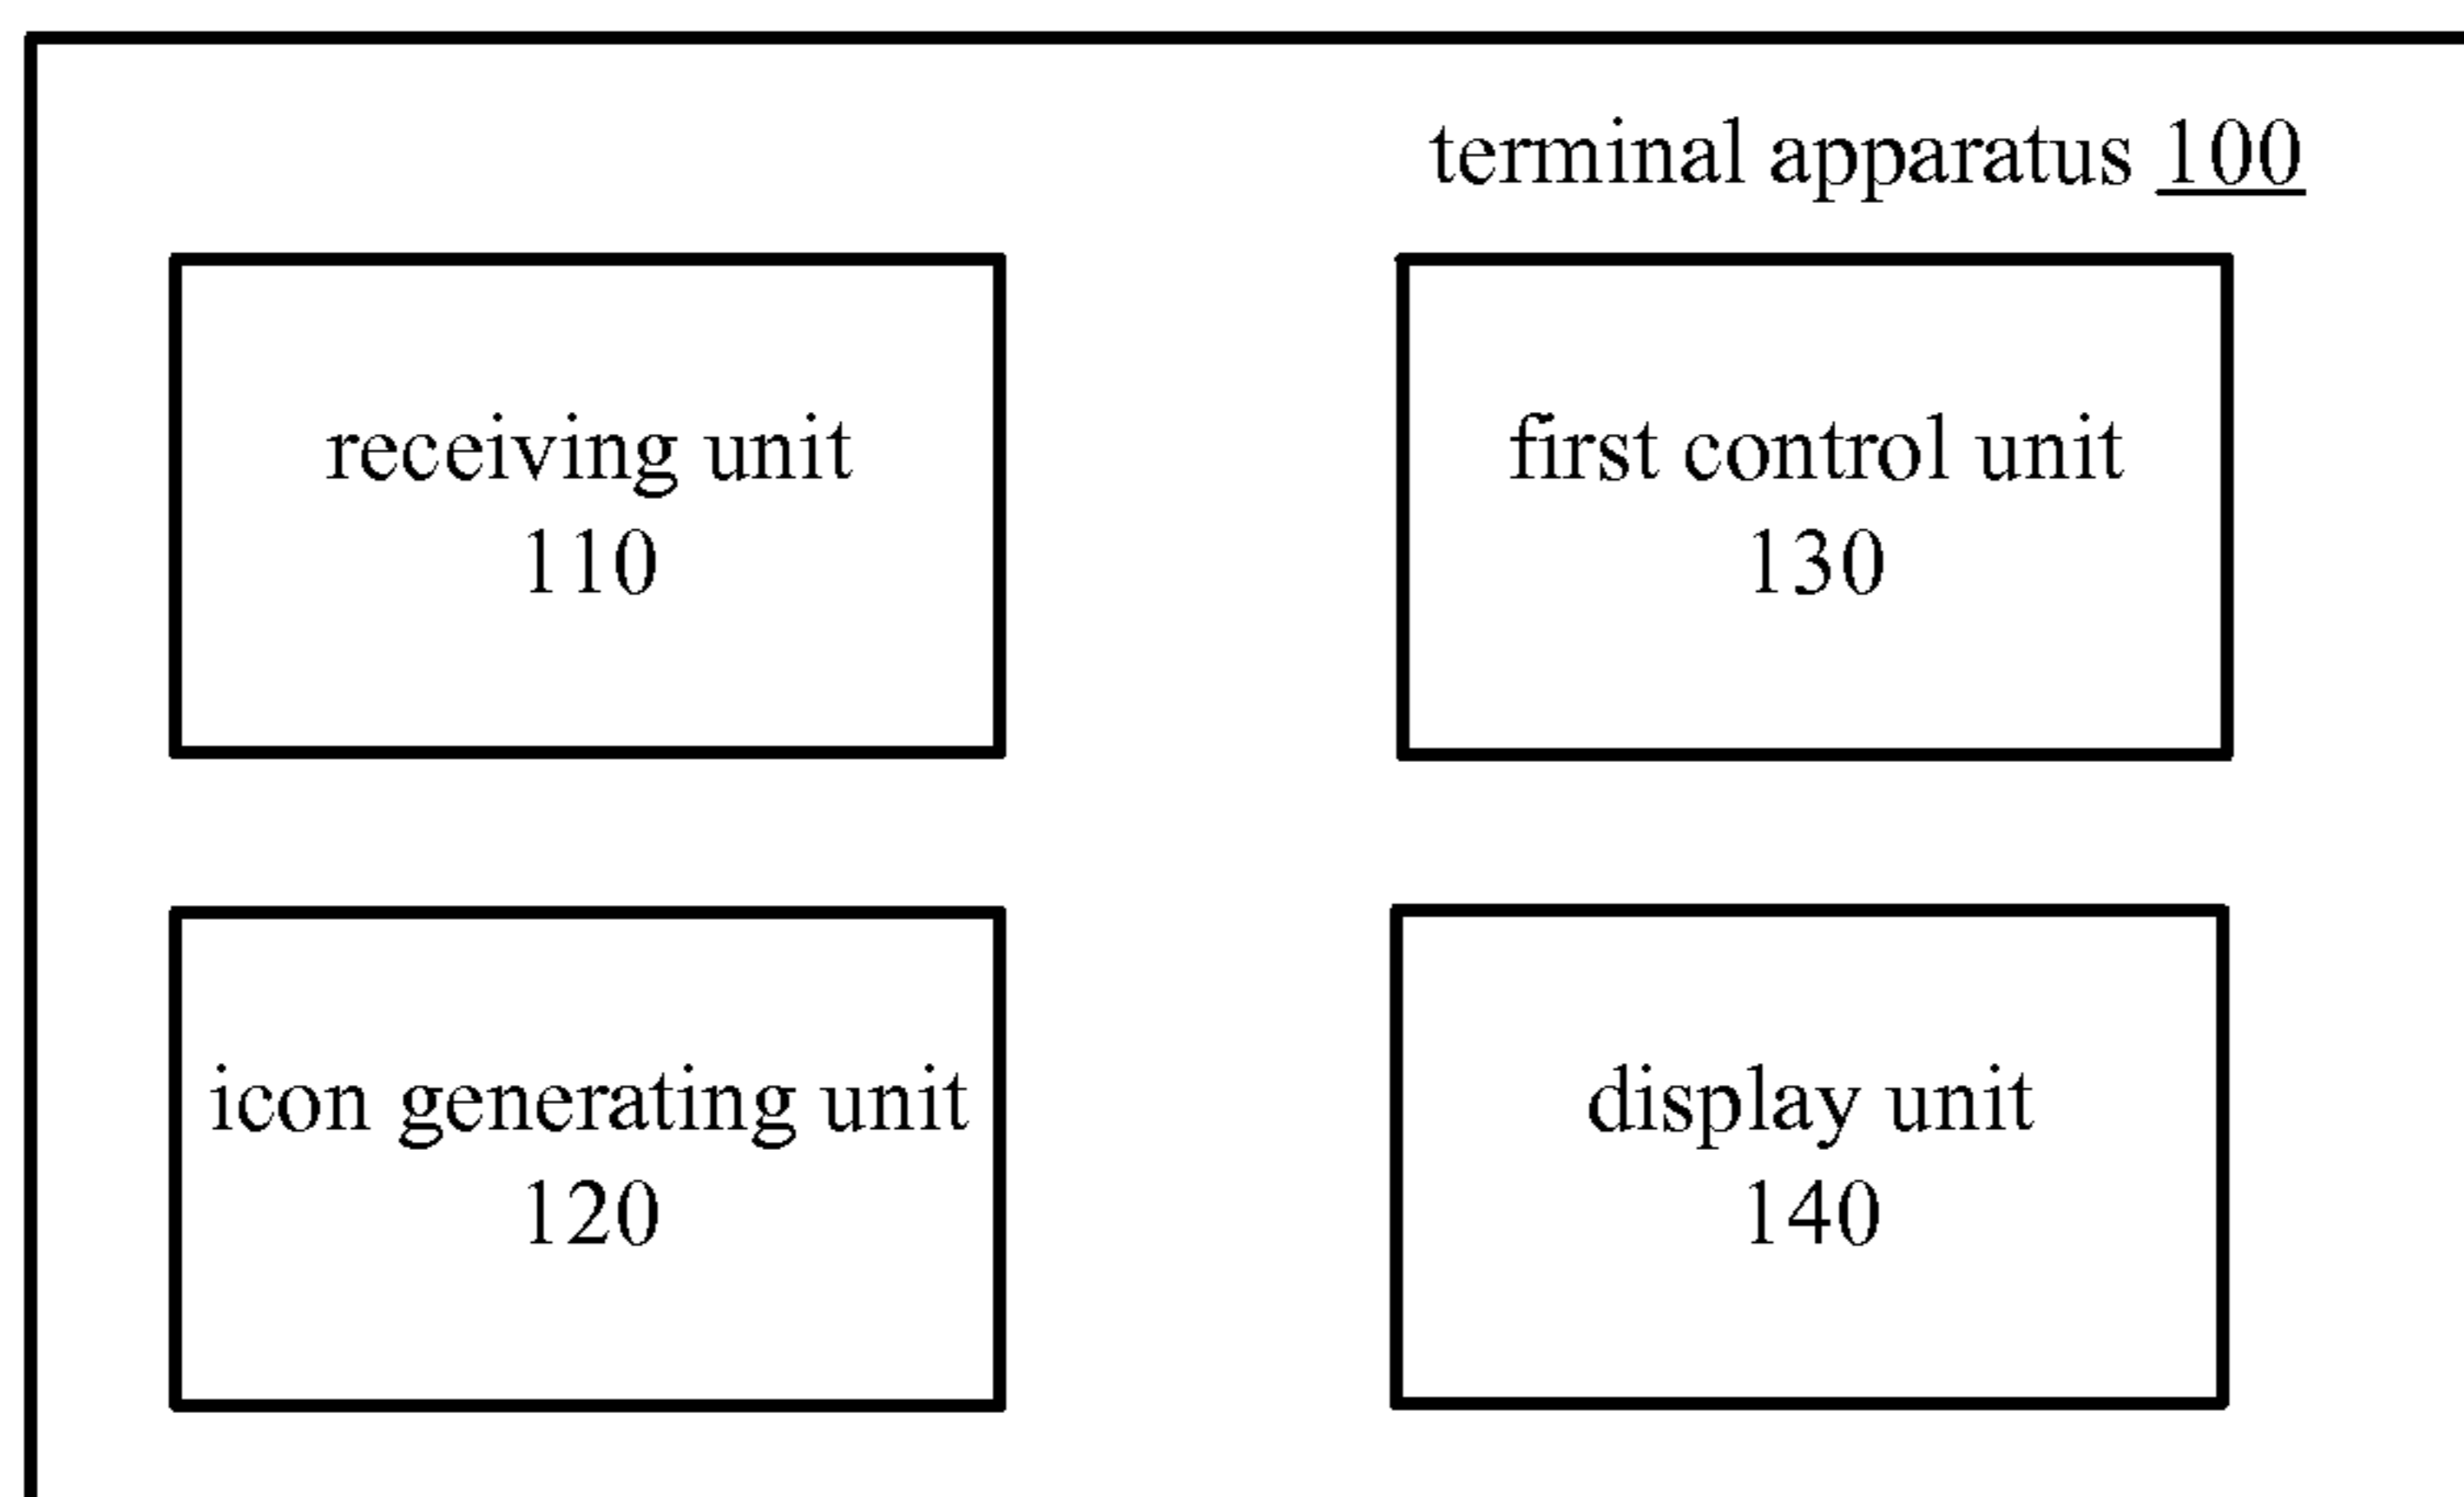 terminal apparatus 100
receiving unit
110
first control unit
130
icon generating unit
120
display unit
140